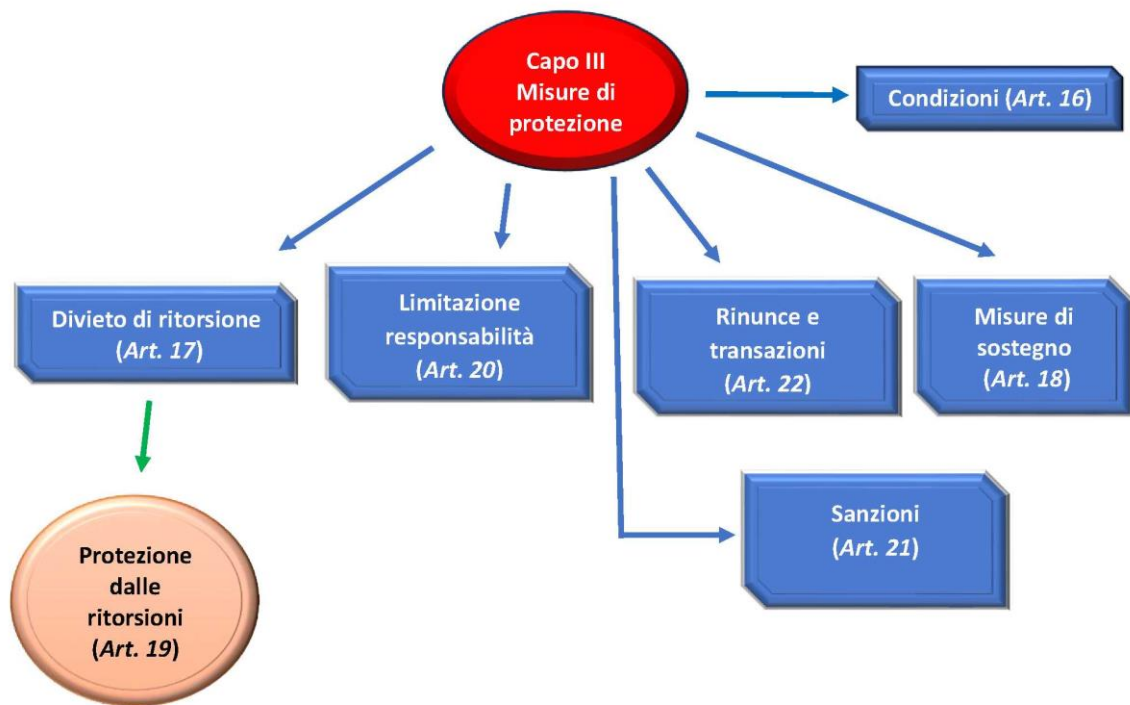 Capo III
Misure di
protezione
Condizioni (Art. 16)
Divieto di ritorsione
(Art. 17)
Limitazione
responsabilità
(Art. 20)
Rinunce e
transazioni
(Art. 22)
Misure di
sostegno
(Art. 18)
Sanzioni
(Art. 21)
Protezione
dalle
ritorsioni
(Art. 19)